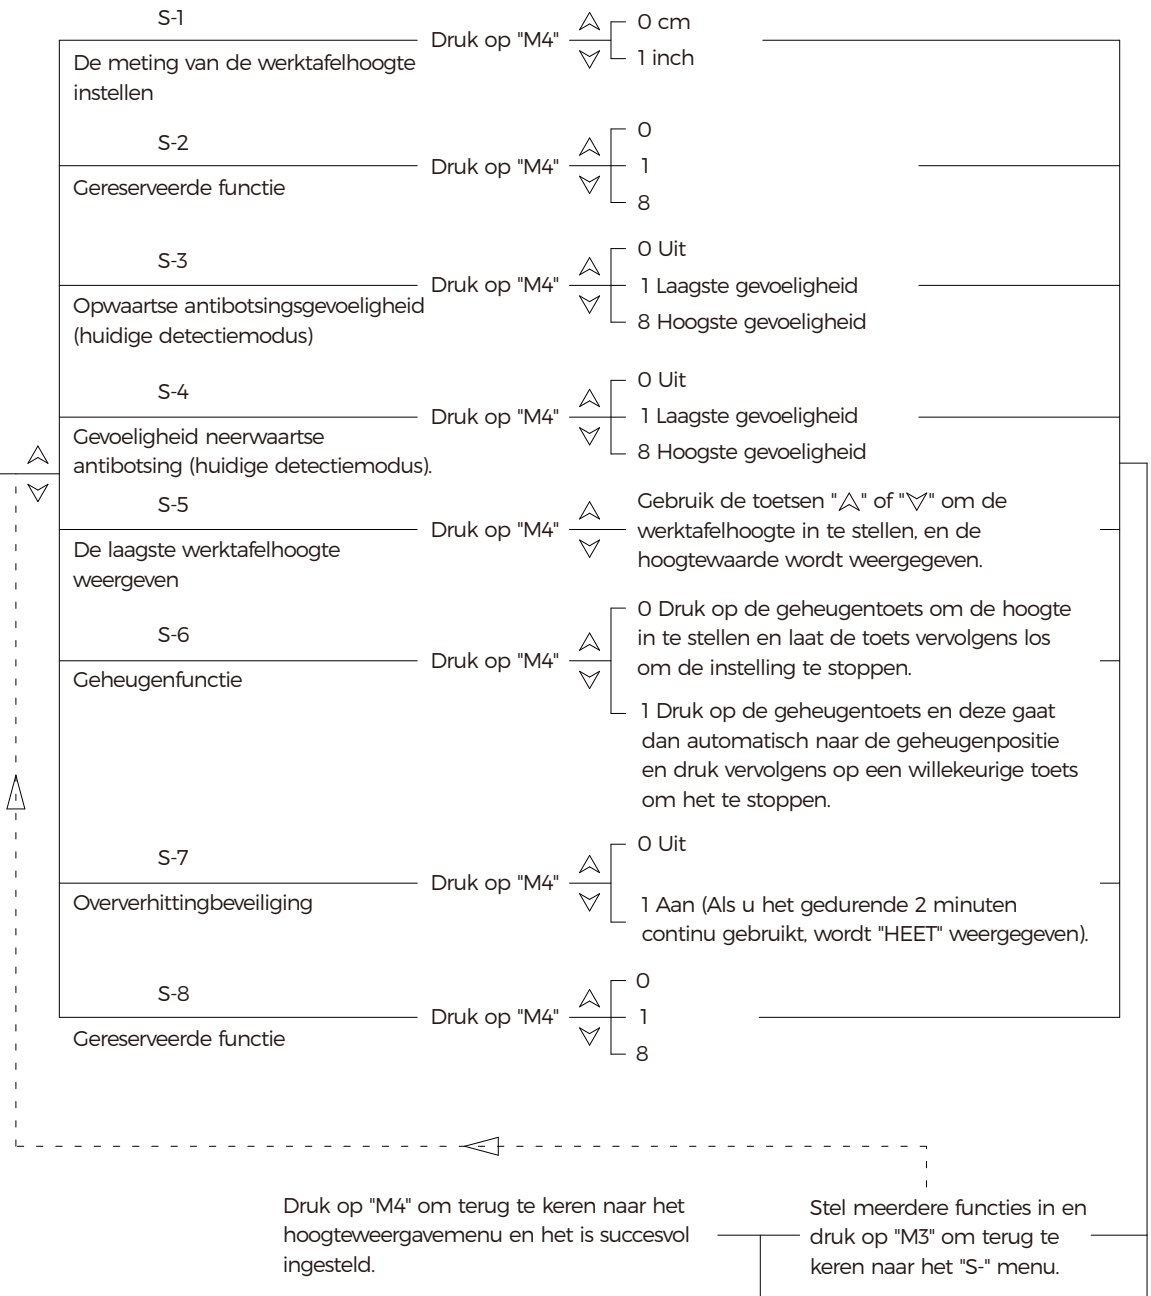 S-1
De meting van de werktafelhoogte
instellen
Druk op "M4"
0 cm
1 inch
S-2
Gereserveerde functie
Druk op "M4"
0
1
8
S-3
Opwaartse antibotsingsgevoeligheid
(huidige detectiemodus)
Druk op "M4"
0 Uit
1 Laagste gevoeligheid
8 Hoogste gevoeligheid
S-4
Gevoeligheid neerwaartse
antibotsing (huidige detectiemodus).
Druk op "M4"
0 Uit
1 Laagste gevoeligheid
8 Hoogste gevoeligheid
S-5
De laagste werktafelhoogte
weergeven
Druk op "M4"
Gebruik de toetsen "⮝" of "⮟" om de
werktafelhoogte in te stellen, en de
hoogtewaarde wordt weergegeven.
S-6
Geheugenfunctie
Druk op "M4"
0 Druk op de geheugentoets om de hoogte
in te stellen en laat de toets vervolgens los
om de instelling te stoppen.
1 Druk op de geheugentoets en deze gaat
dan automatisch naar de geheugenpositie
en druk vervolgens op een willekeurige toets
om het te stoppen.
S-7
Oververhittingbeveiliging
Druk op "M4"
0 Uit
1 Aan (Als u het gedurende 2 minuten
continu gebruikt, wordt "HEET" weergegeven).
S-8
Gereserveerde functie
Druk op "M4"
0
1
8
Druk op "M4" om terug te keren naar het
hoogteweergavemenu en het is succesvol
ingesteld.
Stel meerdere functies in en
druk op "M3" om terug te
keren naar het "S-" menu.